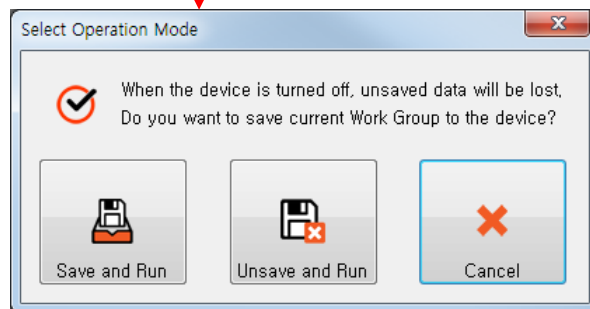 Select Operation Mode
When the device is turned off, unsaved data will be lost,
Do you want to save current Work Group to the device?
Save and Run
Unsave and Run
Cancel